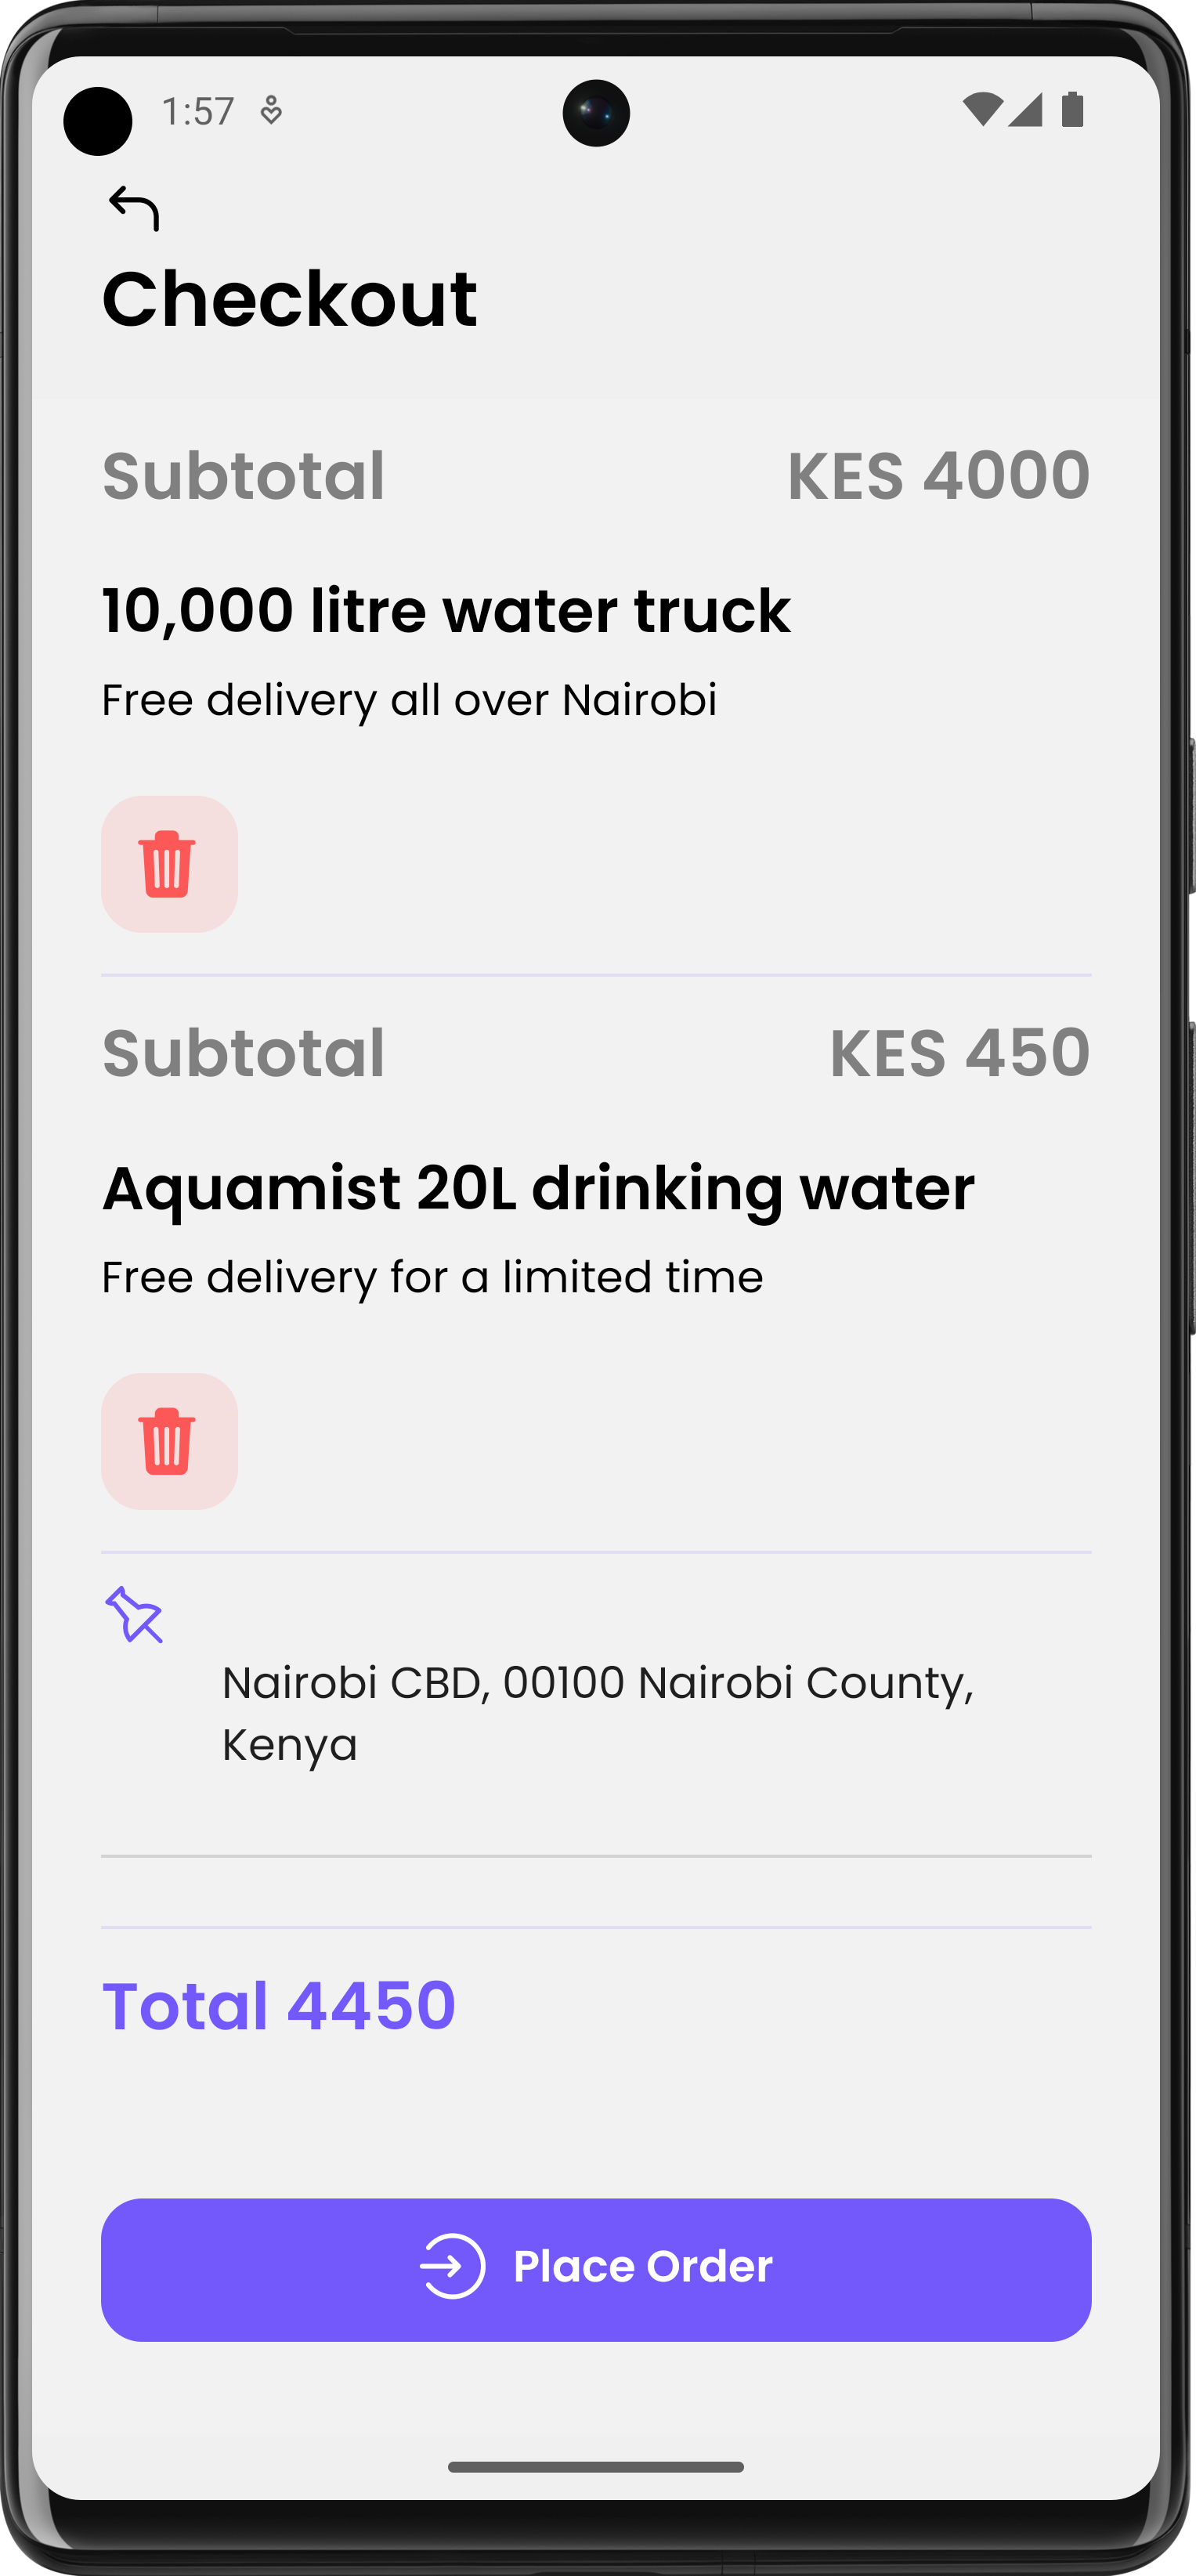 1:57
Checkout
Subtotal KES 4000
10,000 litre water truck
Free delivery all over Nairobi
Subtotal KES 450
Aquamist 20L drinking water
Free delivery for a limited time
Nairobi CBD, 00100 Nairobi County,
Kenya
Total 4450
Place Order